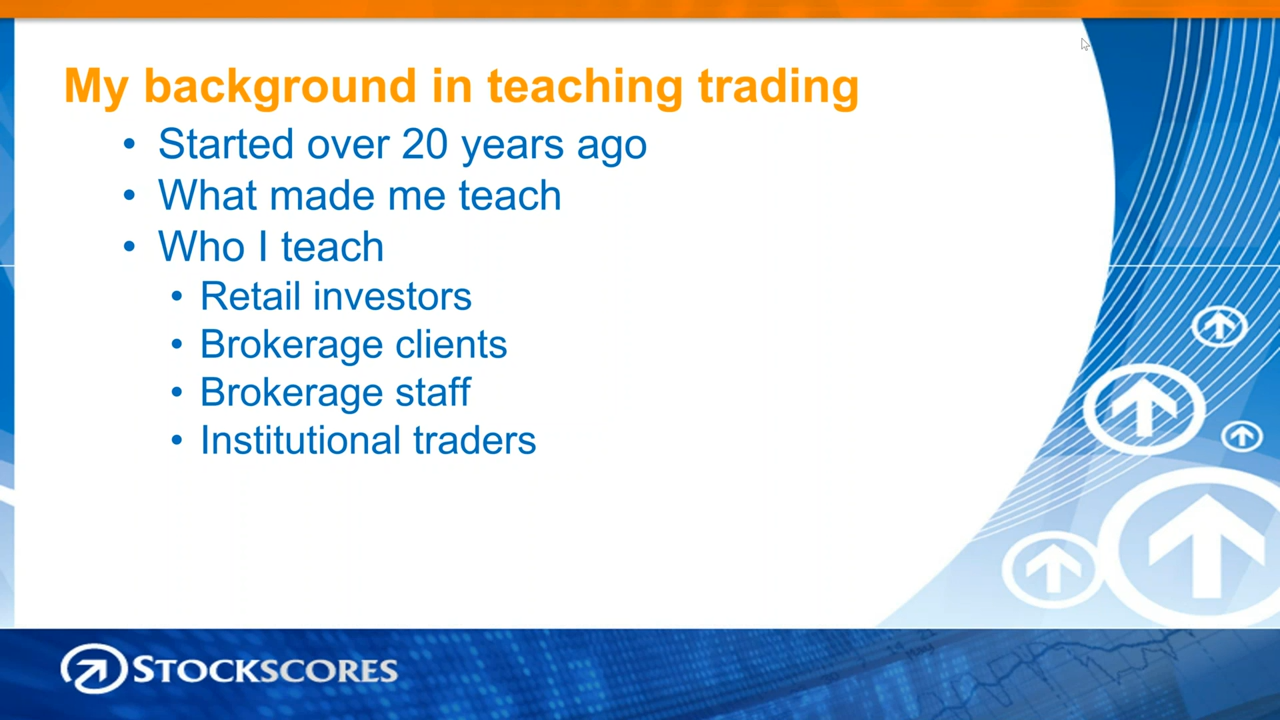 My background in teaching trading
• Started over 20 years ago
• What made me teach
• Who I teach
• Retail investors
• Brokerage clients
• Brokerage staff
• Institutional traders
STOCKSCORES